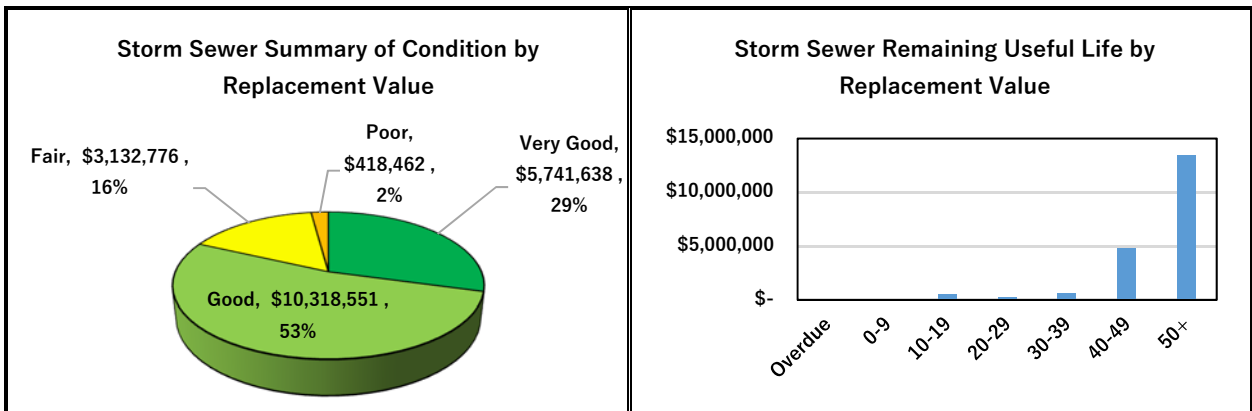 Storm Sewer Summary of Condition by
Replacement Value
Fair, $3,132,776 ,
16%
Poor,
$418,462 ,
2%
Very Good,
$5,741,638 ,
29%
Good, $10,318,551 ,
53%
Storm Sewer Remaining Useful Life by
Replacement Value
$15,000,000
$10,000,000
$5,000,000
$-
Overdue
0-9
10-19
20-29
30-39
40-49
50+